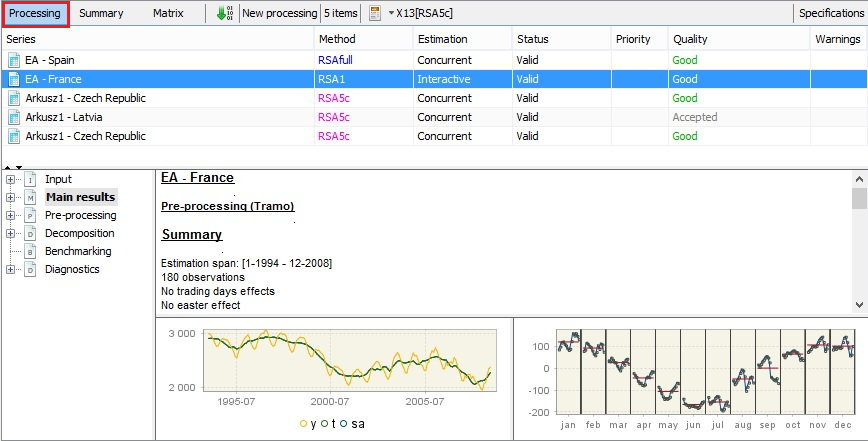 Processing Summary Matrix New processing 5 items X13[RSA5c] Specifications
Series Method Estimation Status Priority Quality Warnings
EA - Spain RSAfull Concurrent Valid Good
EA - France RSA1 Interactive Valid Good
Arkusz1 - Czech Republic RSA5c Concurrent Valid Good
Arkusz1 - Latvia RSA5c Concurrent Valid Accepted
Arkusz1 - Czech Republic RSA5c Concurrent Valid Good
I Input
M Main results
P Pre-processing
D Decomposition
B Benchmarking
D Diagnostics
EA - France
Pre-processing (Tramo)
Summary
Estimation span: [1-1994 - 12-2008]
180 observations
No trading days effects
No easter effect
3 000
2 000
1995-07 2000-07 2005-07
y t sa
100
0
-100
-200
jan feb mar apr may jun jul aug sep oct nov dec